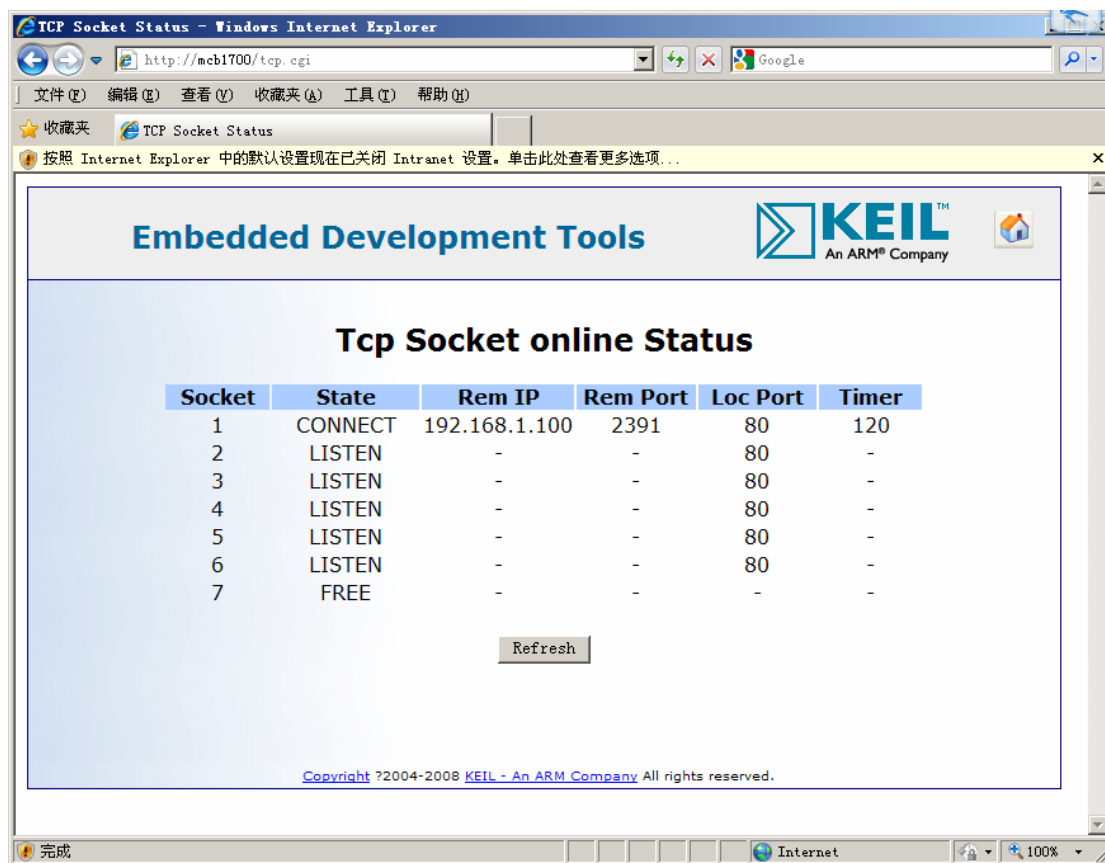 TCP Socket Status - Windows Internet Explorer
http://mcb1700/tcp.cgi
Google
文件(F) 编辑(E) 查看(V) 收藏夹(A) 工具(T) 帮助(H)
收藏夹 TCP Socket Status
按照 Internet Explorer 中的默认设置现在已关闭 Intranet 设置。单击此处查看更多选项...
Embedded Development Tools
KEIL™
An ARM® Company
Tcp Socket online Status
Socket State Rem IP Rem Port Loc Port Timer
1 CONNECT 192.168.1.100 2391 80 120
2 LISTEN - - 80 -
3 LISTEN - - 80 -
4 LISTEN - - 80 -
5 LISTEN - - 80 -
6 LISTEN - - 80 -
7 FREE - - - -
Refresh
Copyright ?2004-2008 KEIL - An ARM Company All rights reserved.
完成 Internet 100%